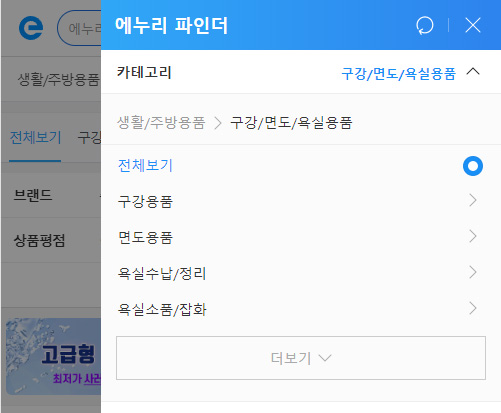 e 에누리
생활/주방용품
전체보기 구강
브랜드
상품평점
고급형
최저가 사러
에누리 파인더
카테고리 구강/면도/욕실용품
생활/주방용품 > 구강/면도/욕실용품
전체보기
구강용품
면도용품
욕실수납/정리
욕실소품/잡화
더보기